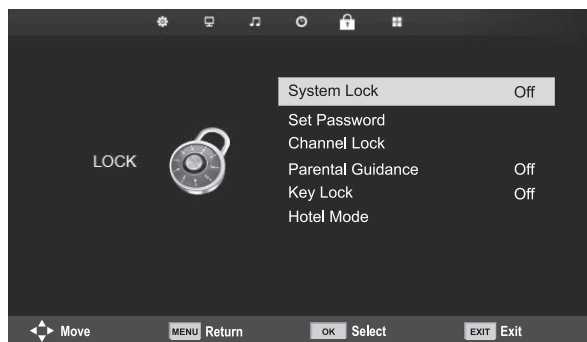 System Lock Off
Set Password
Channel Lock
LOCK
Parental Guidance Off
Key Lock Off
Hotel Mode
Move MENU Return OK Select EXIT Exit